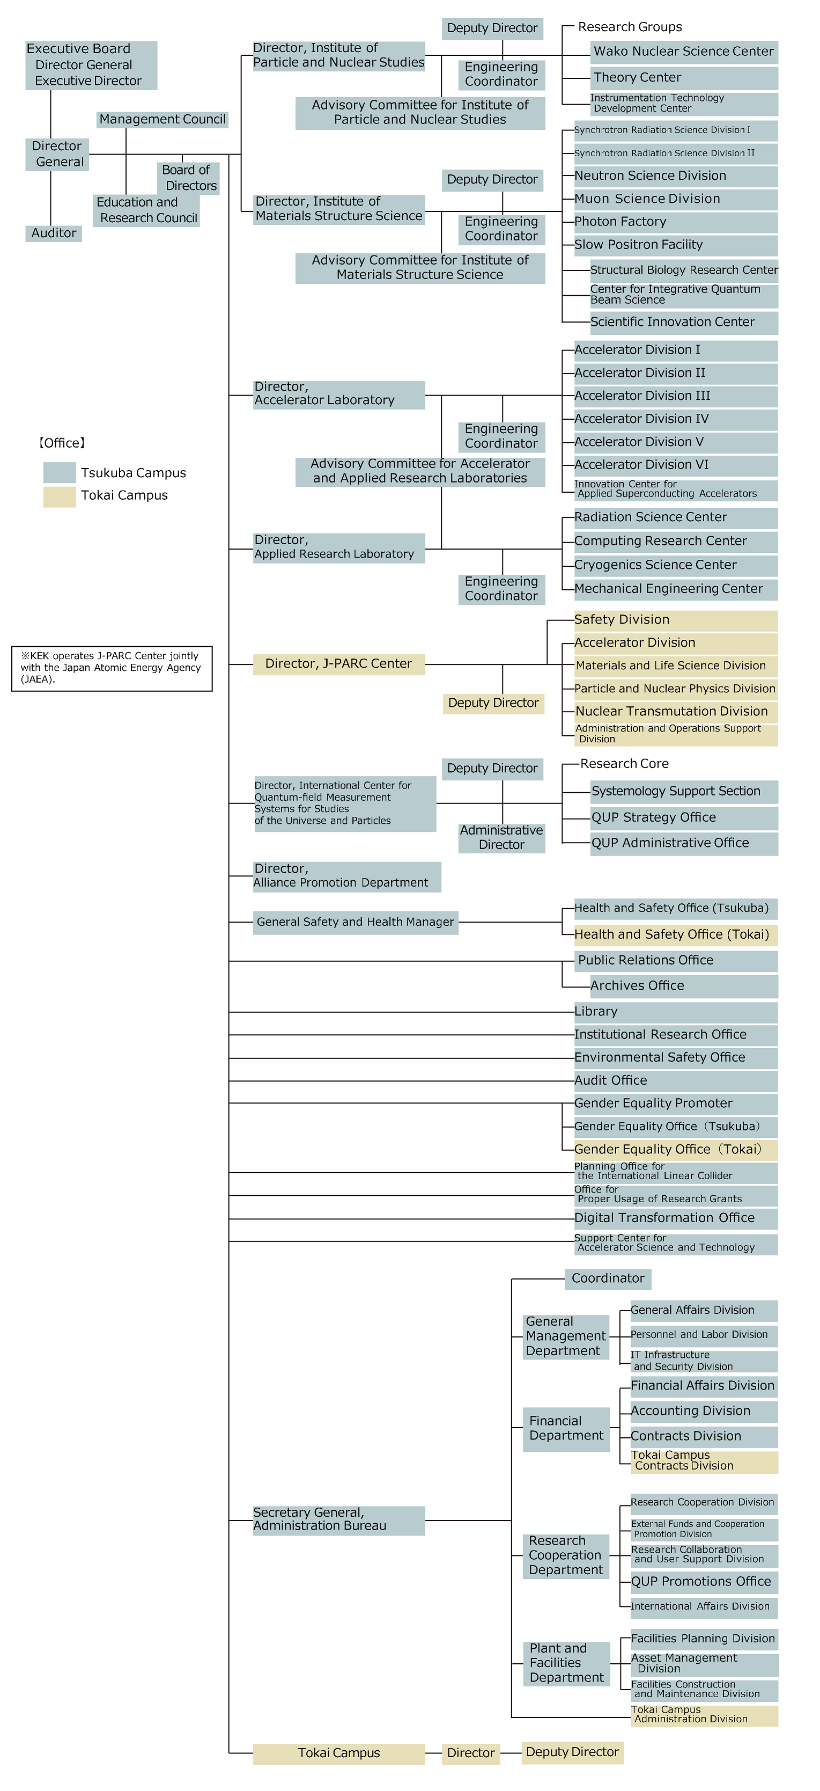 Executive Board
Director General
Executive Director
Director
General
Auditor
Management Council
Board of
Directors
Education and
Research Council
【Office】
Tsukuba Campus
Tokai Campus
※KEK operates J-PARC Center jointly
with the Japan Atomic Energy Agency
(JAEA).
Director, Institute of
Particle and Nuclear Studies
Deputy Director
Engineering
Coordinator
Advisory Committee for Institute of
Particle and Nuclear Studies
Research Groups
Wako Nuclear Science Center
Theory Center
Instrumentation Technology
Development Center
Director, Institute of
Materials Structure Science
Deputy Director
Engineering
Coordinator
Advisory Committee for Institute of
Materials Structure Science
Synchrotron Radiation Science Division I
Synchrotron Radiation Science Division II
Neutron Science Division
Muon Science Division
Photon Factory
Slow Positron Facility
Structural Biology Research Center
Center for Integrative Quantum
Beam Science
Scientific Innovation Center
Director,
Accelerator Laboratory
Engineering
Coordinator
Advisory Committee for Accelerator
and Applied Research Laboratories
Accelerator Division I
Accelerator Division II
Accelerator Division III
Accelerator Division IV
Accelerator Division V
Accelerator Division VI
Innovation Center for
Applied Superconducting Accelerators
Director,
Applied Research Laboratory
Engineering
Coordinator
Radiation Science Center
Computing Research Center
Cryogenics Science Center
Mechanical Engineering Center
Director, J-PARC Center
Deputy Director
Safety Division
Accelerator Division
Materials and Life Science Division
Particle and Nuclear Physics Division
Nuclear Transmutation Division
Administration and Operations Support
Division
Director, International Center for
Quantum-field Measurement
Systems for Studies
of the Universe and Particles
Deputy Director
Administrative
Director
Research Core
Systemology Support Section
QUP Strategy Office
QUP Administrative Office
Director,
Alliance Promotion Department
General Safety and Health Manager
Health and Safety Office (Tsukuba)
Health and Safety Office (Tokai)
Public Relations Office
Archives Office
Library
Institutional Research Office
Environmental Safety Office
Audit Office
Gender Equality Promoter
Gender Equality Office（Tsukuba）
Gender Equality Office（Tokai）
Planning Office for
the International Linear Collider
Office for
Proper Usage of Research Grants
Digital Transformation Office
Support Center for
Accelerator Science and Technology
Secretary General,
Administration Bureau
Coordinator
General
Management
Department
General Affairs Division
Personnel and Labor Division
IT Infrastructure
and Security Division
Financial
Department
Financial Affairs Division
Accounting Division
Contracts Division
Tokai Campus
Contracts Division
Research
Cooperation
Department
Research Cooperation Division
External Funds and Cooperation
Promotion Division
Research Collaboration
and User Support Division
QUP Promotions Office
International Affairs Division
Plant and
Facilities
Department
Facilities Planning Division
Asset Management
Division
Facilities Construction
and Maintenance Division
Tokai Campus
Administration Division
Tokai Campus
Director
Deputy Director